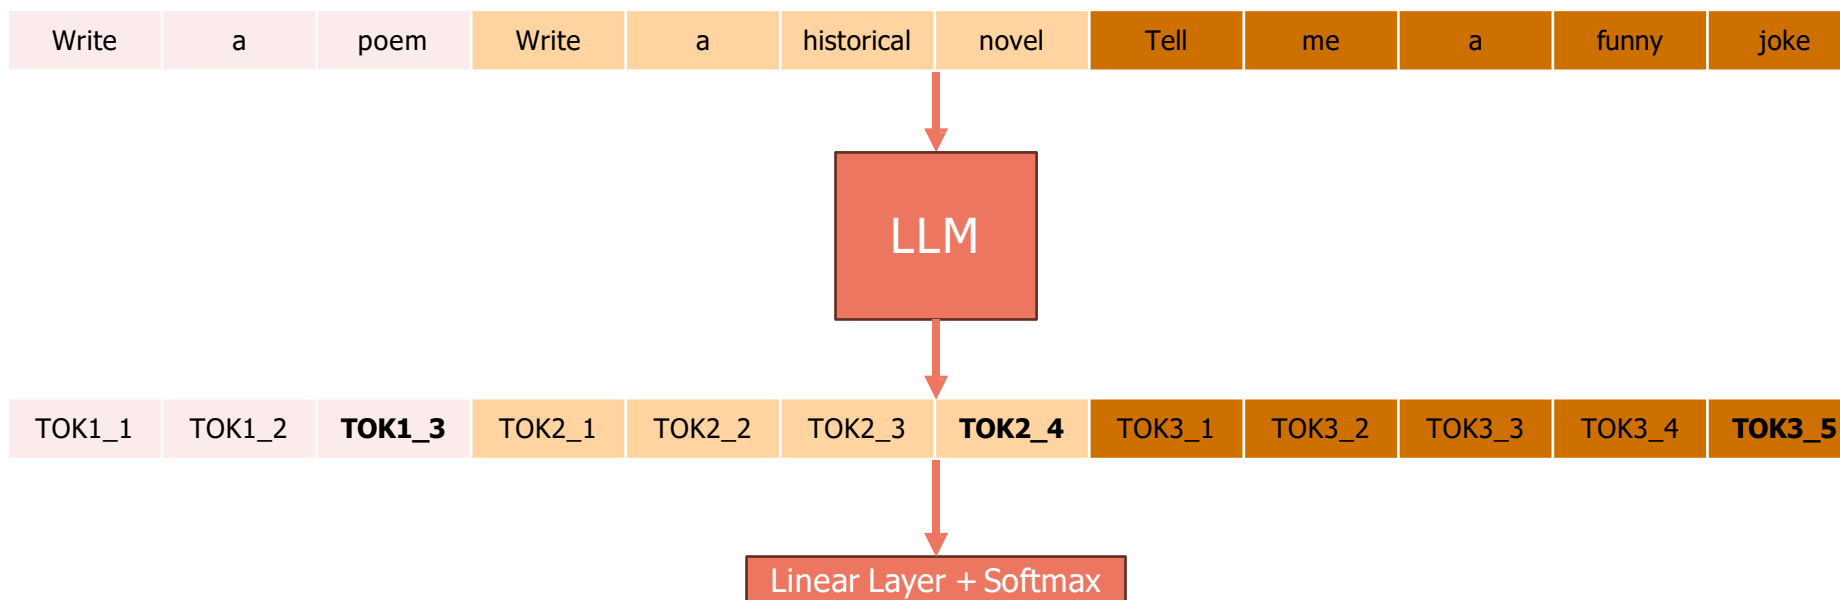 Write a poem Write a historical novel Tell me a funny joke
LLM
TOK1_1 TOK1_2 TOK1_3 TOK2_1 TOK2_2 TOK2_3 TOK2_4 TOK3_1 TOK3_2 TOK3_3 TOK3_4 TOK3_5
Linear Layer + Softmax